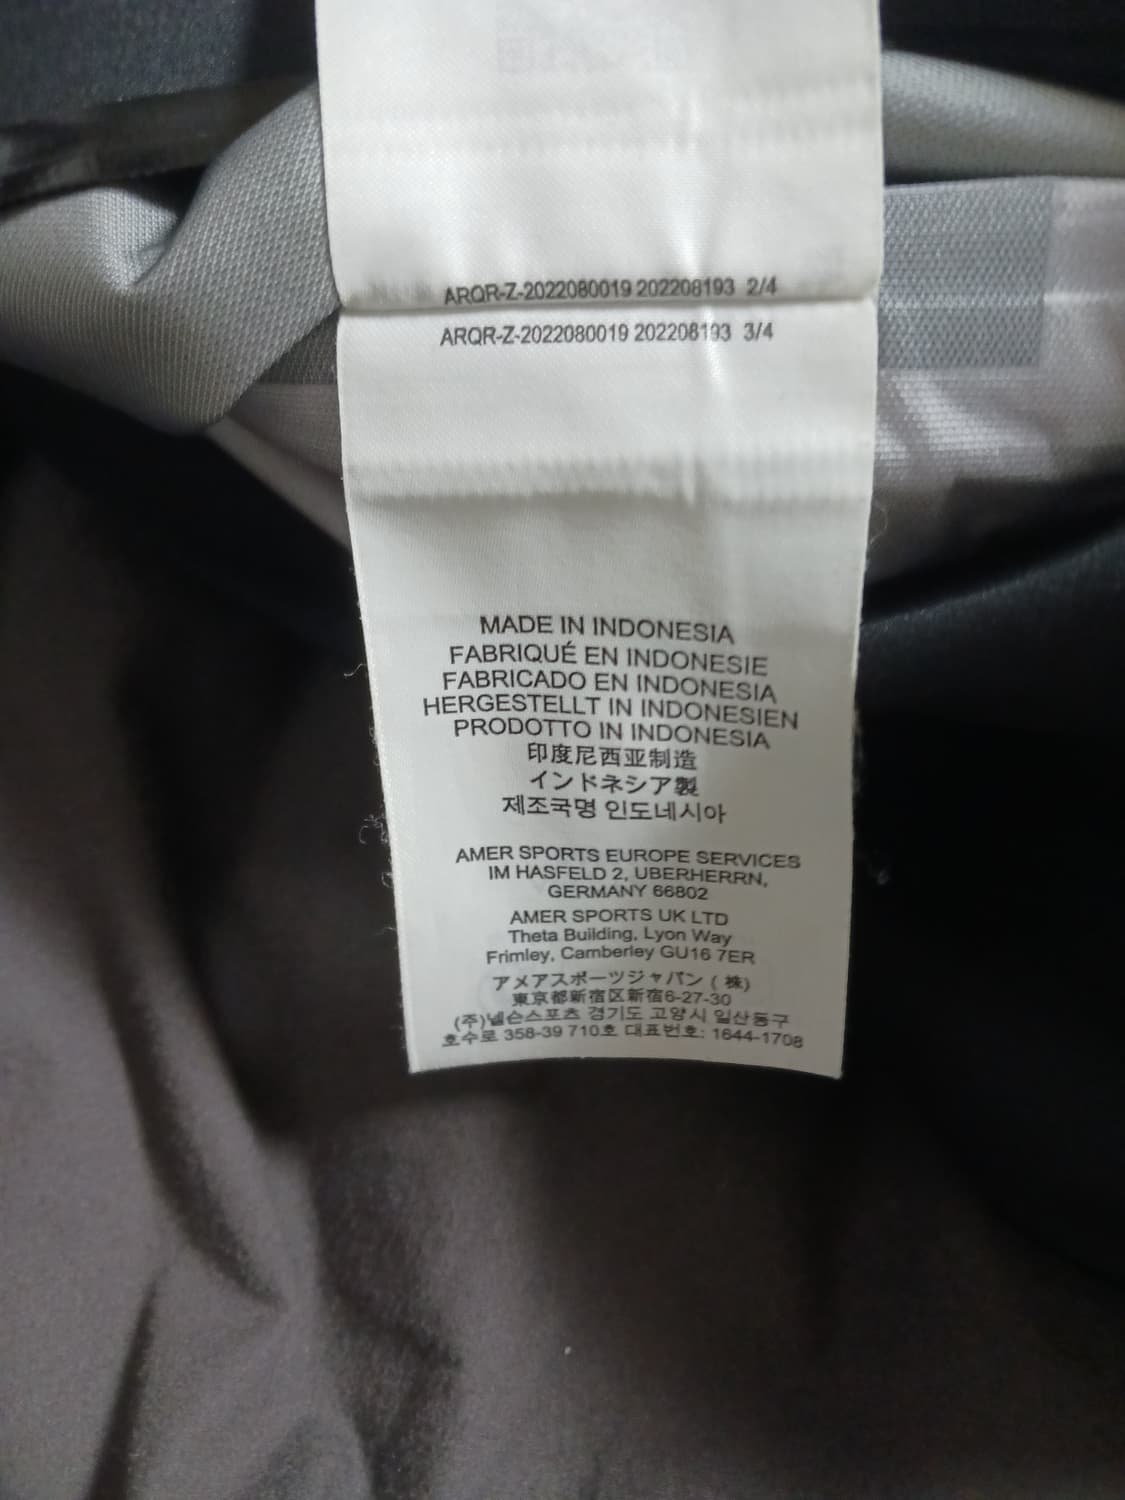 ARQR-Z-2022080019 202208193 2/4
ARQR-Z-2022080019 202208193 3/4
MADE IN INDONESIA
FABRIQUÉ EN INDONESIE
FABRICADO EN INDONESIA
HERGESTELLT IN INDONESIEN
PRODOTTO IN INDONESIA
印度尼西亚制造
インドネシア製
제조국명 인도네시아
AMER SPORTS EUROPE SERVICES
IM HASFELD 2, UBERHERRN,
GERMANY 66802
AMER SPORTS UK LTD
Theta Building, Lyon Way
Frimley, Camberley GU16 7ER
アメアスポーツジャパン (株)
東京都新宿区新宿6-27-30
(주)넬슨스포츠 경기도 고양시 일산동구
호수로 358-39 710호 대표번호: 1644-1708